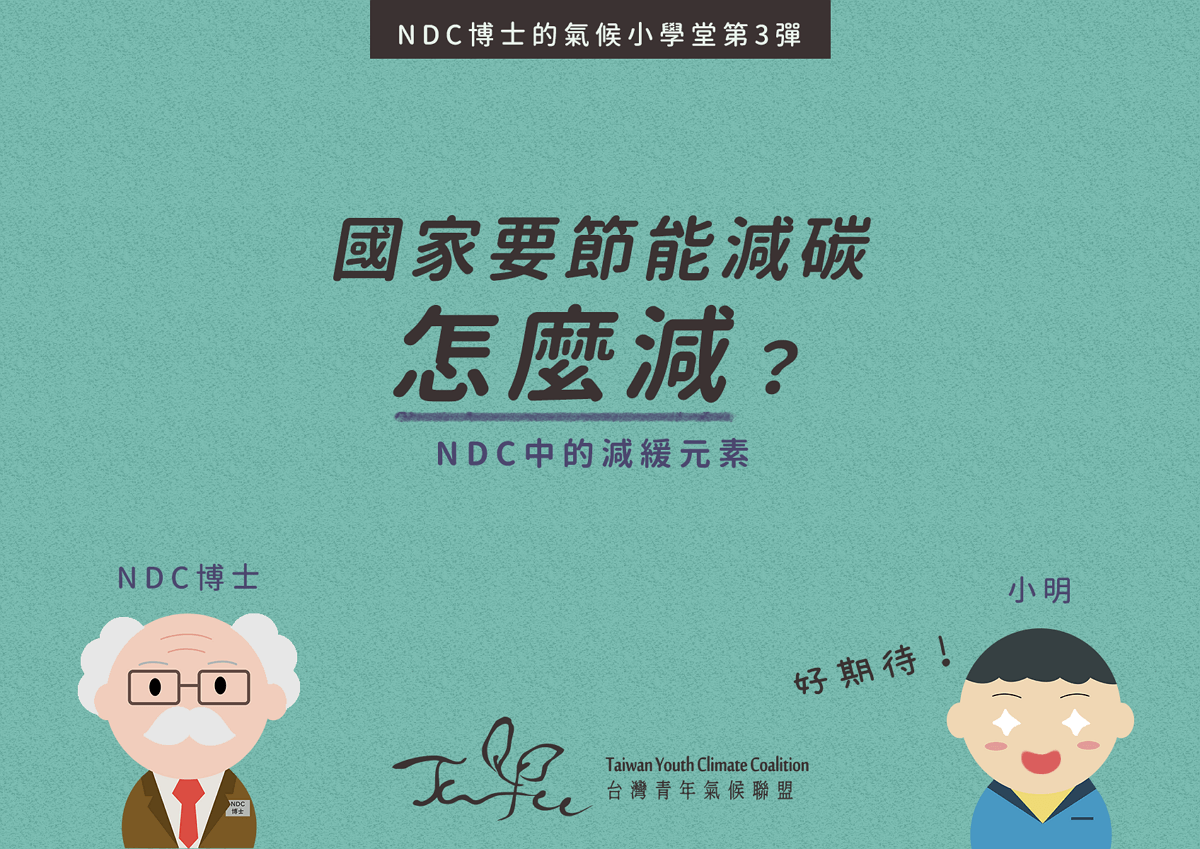 NDC博士的氣候小學堂第3彈
國家要節能減碳
怎麼減？
NDC中的減緩元素
NDC博士
小明
好期待！
NDC
博士
Taiwan Youth Climate Coalition
台灣青年氣候聯盟